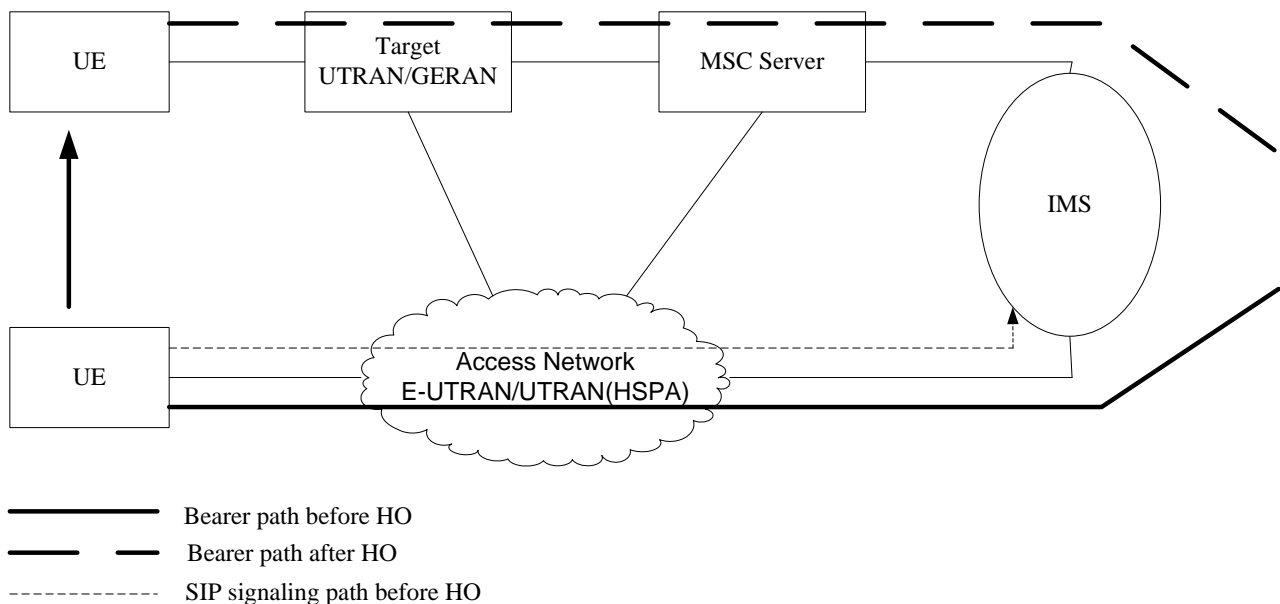 UE
Target
UTRAN/GERAN
MSC Server
IMS
UE
Access Network
E-UTRAN/UTRAN(HSPA)
Bearer path before HO
Bearer path after HO
SIP signaling path before HO